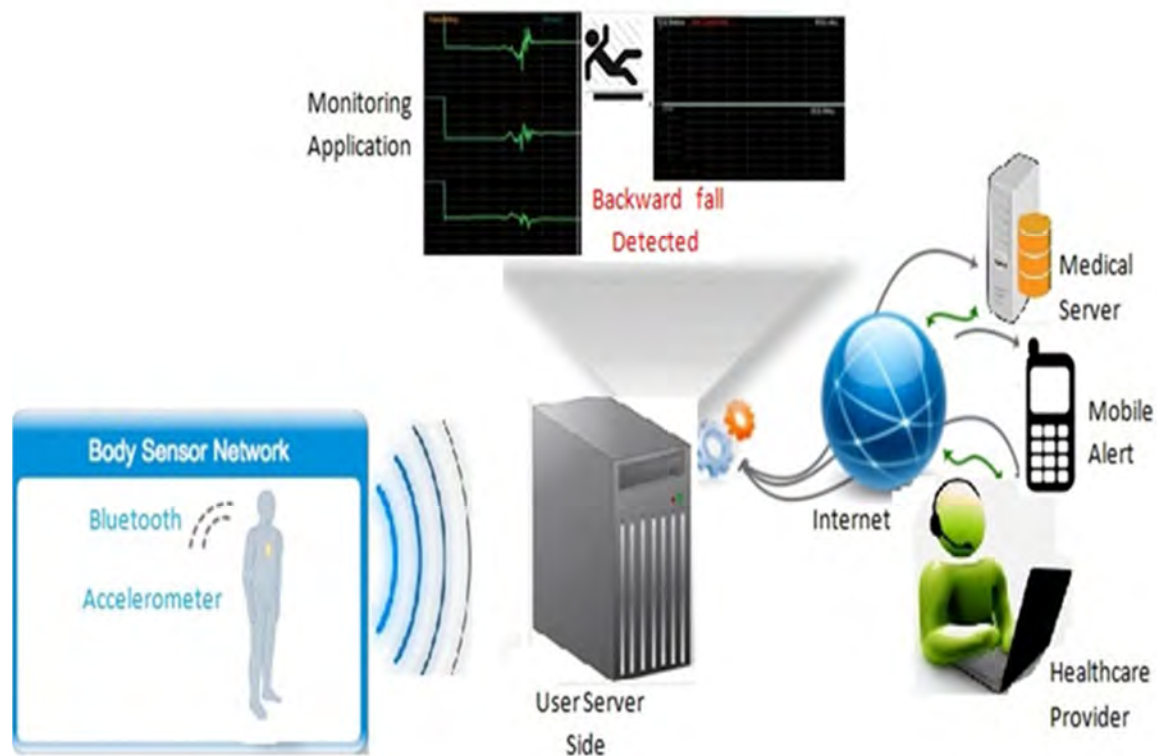 Monitoring
Application
Backward fall
Detected
Medical
Server
Mobile
Alert
Body Sensor Network
Bluetooth
Accelerometer
Internet
User Server
Side
Healthcare
Provider